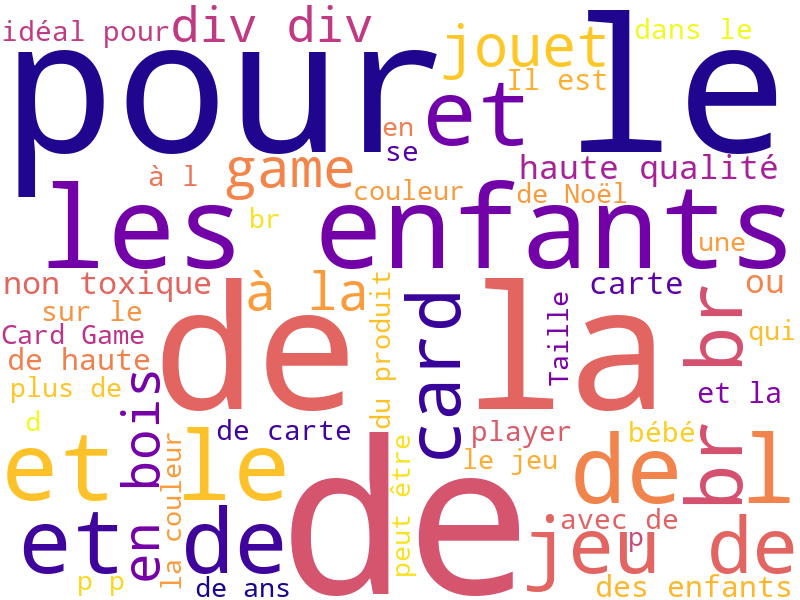 idéal pour
div div
jouet
dans le
pour le
Il est
et
en
se
game
à l
haute qualité
couleur
de Noël
les enfants
br
une
non toxique
à la
du produit
carte
ou
sur le
de la
card
Taille
br br
Card Game
qui
de haute
plus de
en bois
et la
d
de carte
player
bébé
et le
la couleur
peut être
le jeu
de l
br br
et de
de
avec de
jeu de
p
p p
de ans
des enfants